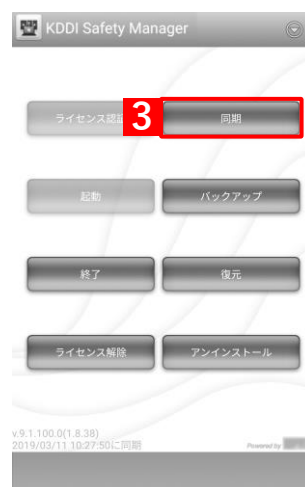 KDDI Safety Manager
ライセンス認証
3
同期
起動
バックアップ
終了
復元
ライセンス解除
アンインストール
v.9.1.100.0(1.8.38)
2019/03/11 10:27:50に同期
Powered by